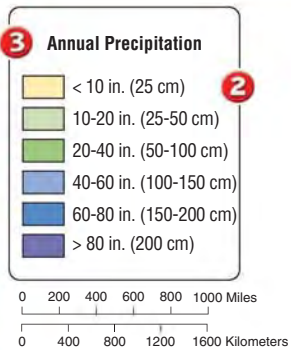 3 Annual Precipitation
< 10 in. (25 cm) 2
10-20 in. (25-50 cm)
20-40 in. (50-100 cm)
40-60 in. (100-150 cm)
60-80 in. (150-200 cm)
> 80 in. (200 cm)
0 200 400 600 800 1000 Miles
0 400 800 1200 1600 Kilometers